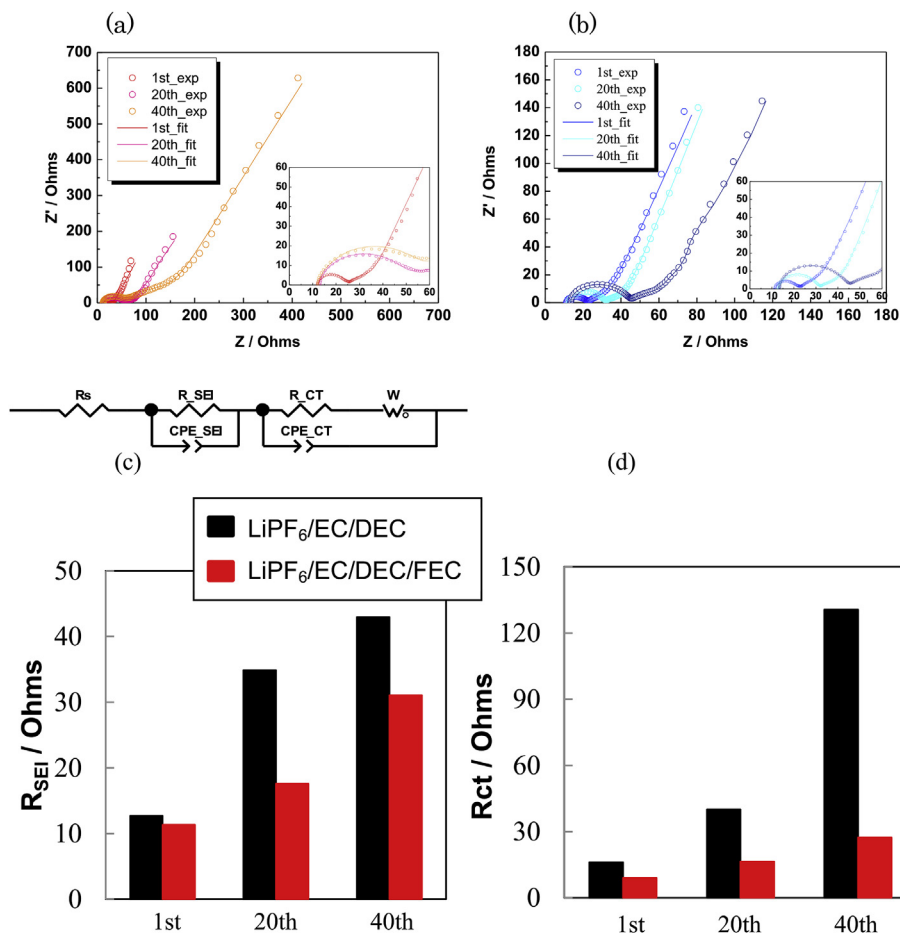 (a)
(b)
700
600
500
400
300
200
100
0
0 100 200 300 400 500 600 700
Z' / Ohms
Z / Ohms
1st_exp
20th_exp
40th_exp
1st_fit
20th_fit
40th_fit
60
50
40
30
20
10
0
0 10 20 30 40 50 60
180
160
140
120
100
80
60
40
20
0
0 20 40 60 80 100 120 140 160 180
Z' / Ohms
Z / Ohms
1st_exp
20th_exp
40th_exp
1st_fit
20th_fit
40th_fit
60
50
40
30
20
10
0
0 10 20 30 40 50 60
Rs R_SEI R_CT W
CPE_SEI CPE_CT
(c)
(d)
LiPF₆/EC/DEC
LiPF₆/EC/DEC/FEC
50
40
30
20
10
0
R_SEI / Ohms
1st 20th 40th
150
120
90
60
30
0
Rct / Ohms
1st 20th 40th